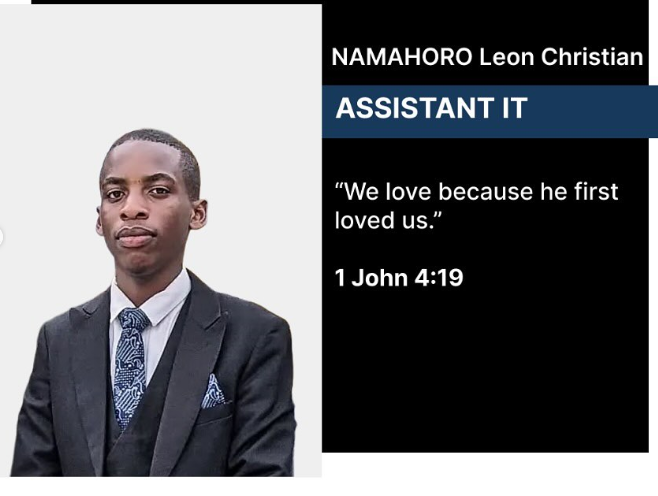 NAMAHORO Leon Christian
ASSISTANT IT
“We love because he first
loved us.”
1 John 4:19